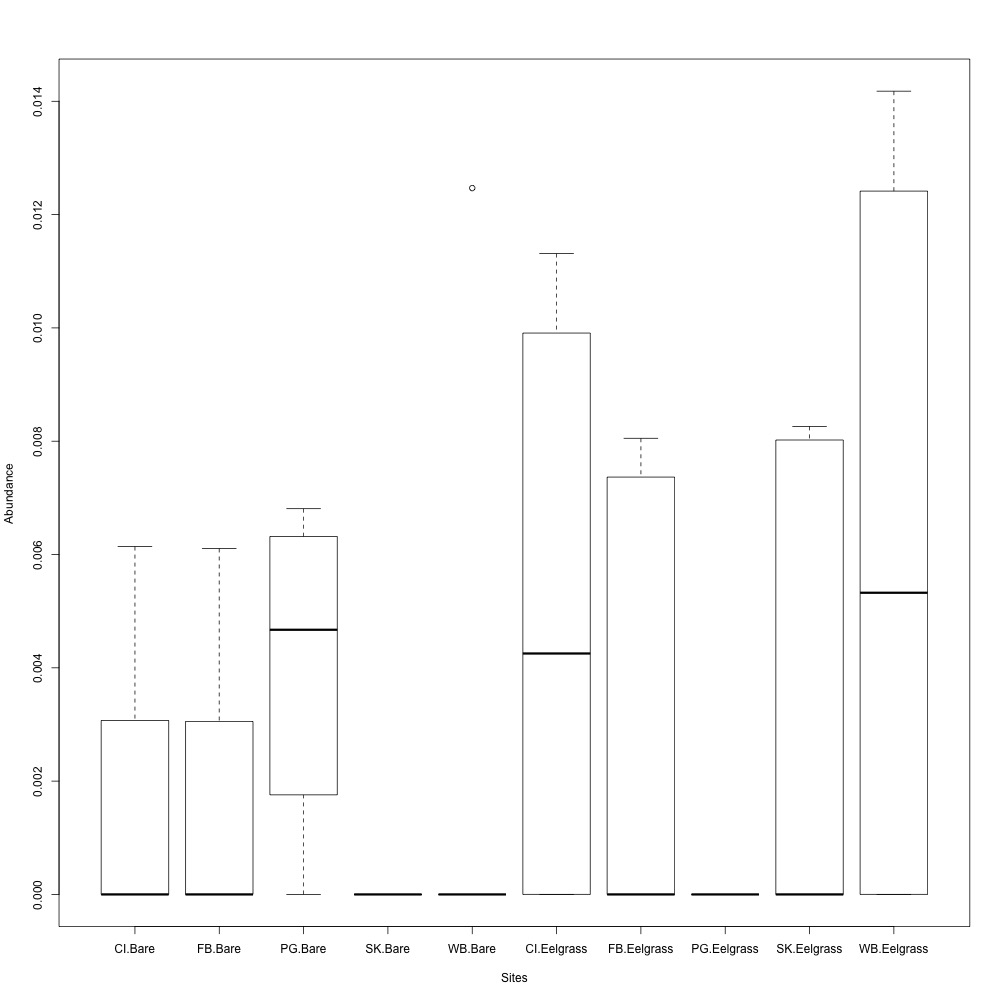 0.014
0.012
0.010
0.008
0.006
0.004
0.002
0.000
Abundance
CI.Bare FB.Bare PG.Bare SK.Bare WB.Bare CI.Eelgrass FB.Eelgrass PG.Eelgrass SK.Eelgrass WB.Eelgrass
Sites